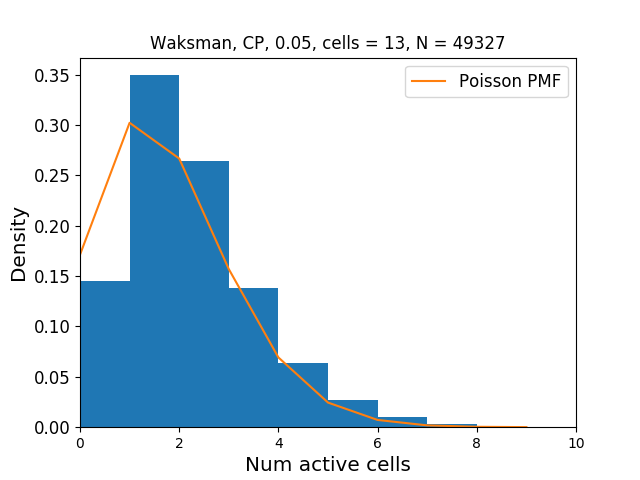 Waksman, CP, 0.05, cells = 13, N = 49327
Poisson PMF
Density
0.35
0.30
0.25
0.20
0.15
0.10
0.05
0.00
0 2 4 6 8 10
Num active cells